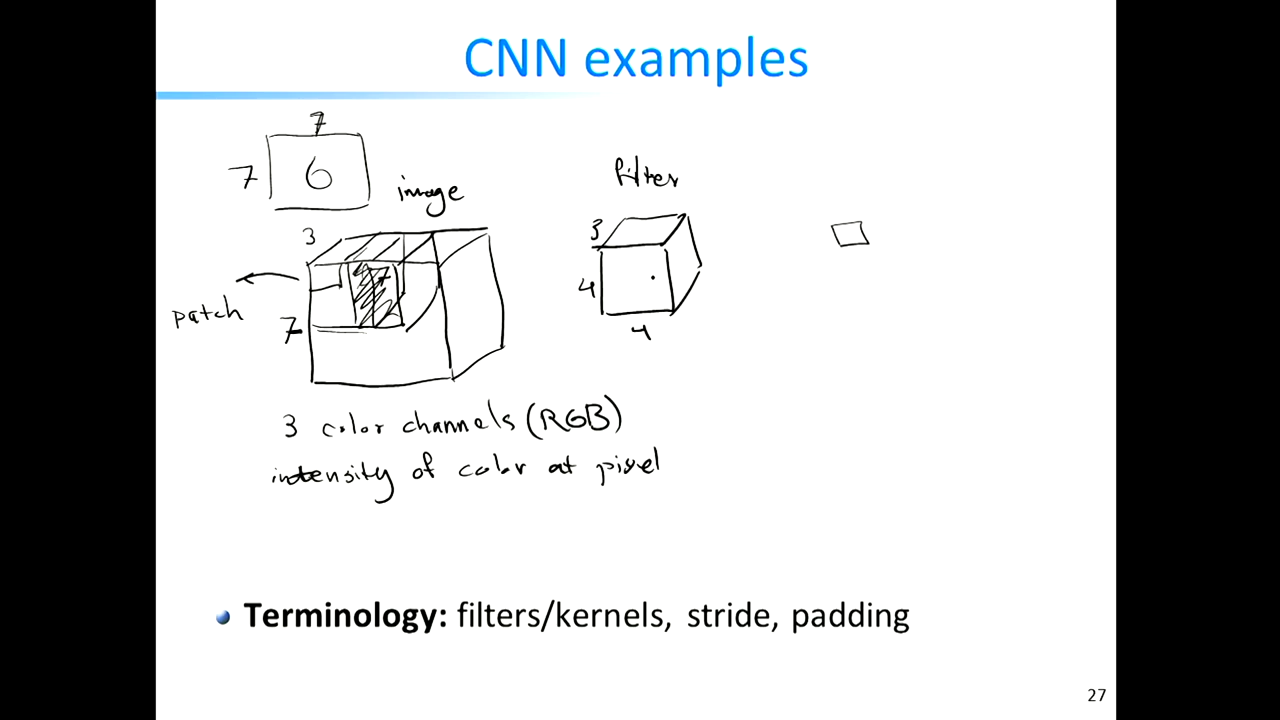 CNN examples
7
7 6
image
filter
3
3
patch
7
4
4
3 color channels (RGB)
intensity of color at pixel
Terminology: filters/kernels, stride, padding
27